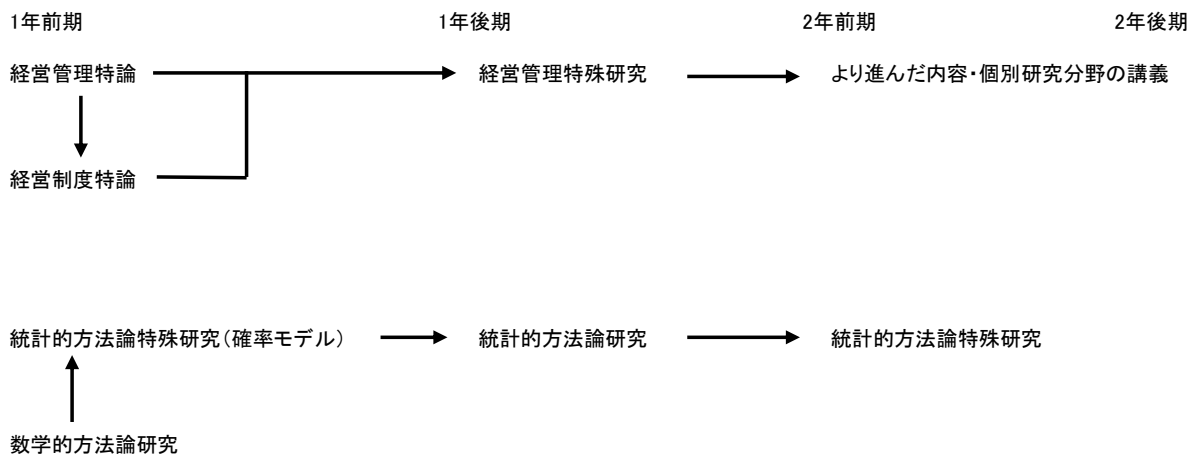 1年前期 1年後期 2年前期 2年後期
経営管理特論 経営管理特殊研究 より進んだ内容・個別研究分野の講義
経営制度特論
統計的方法論特殊研究(確率モデル) 統計的方法論研究 統計的方法論特殊研究
数学的方法論研究